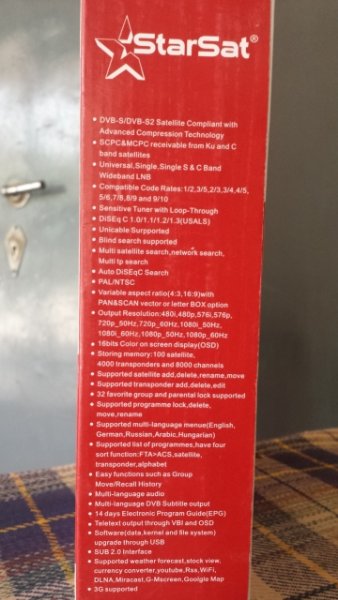 StarSat®
• DVB-S/DVB-S2 Satellite Compliant with
Advanced Compression Technology
• SCPC&MCPC receivable from Ku and C
band satellites
• Universal,Single,Single S & C Band
Wideband LNB
• Compatible Code Rates:1/2,3/5,2/3,3/4,4/5,
5/6,7/8,8/9 and 9/10
• Sensitive Tuner with Loop-Through
• DiSEq C 1.0/1.1/1.2/1.3(USALS)
• Unicable Surpported
• Blind search supported
• Multi satellite search,network search,
Multi tp search
• Auto DiSEqC Search
• PAL/NTSC
• Variable aspect ratio(4:3,16:9)with
PAN&SCAN vector or letter BOX option
• Output Resolution:480i,480p,576i,576p,
720p_50Hz,720p_60Hz,1080i_50Hz,
1080i_60Hz,1080p_50Hz,1080p_60Hz
• 16bits Color on screen display(OSD)
• Storing memory:100 satellite,
4000 transponders and 8000 channels
• Supported satellite add,delete,rename,move
• Supported transponder add,delete,edit
• 32 favorite group and parental lock supported
• Supported programme lock,delete,
move,rename
• Supported multi-language menue(English,
German,Russian,Arabic,Hungarian)
• Supported list of programmes,have four
sort function:FTA>ACS,satellite,
transponder,alphabet
• Easy functions such as Group
Move/Recall History
• Multi-language audio
• Multi-language DVB Subtitle output
• 14 days Electronic Program Guide(EPG)
• Teletext output through VBI and OSD
• Software(data,kernel and file system)
upgrade through USB
• SUB 2.0 Interface
• Supported weather forecast,stock view,
currency converter,youtube,Rss,WiFi,
DLNA,Miracast,G-Mscreen,Goolgle Map
• 3G supported